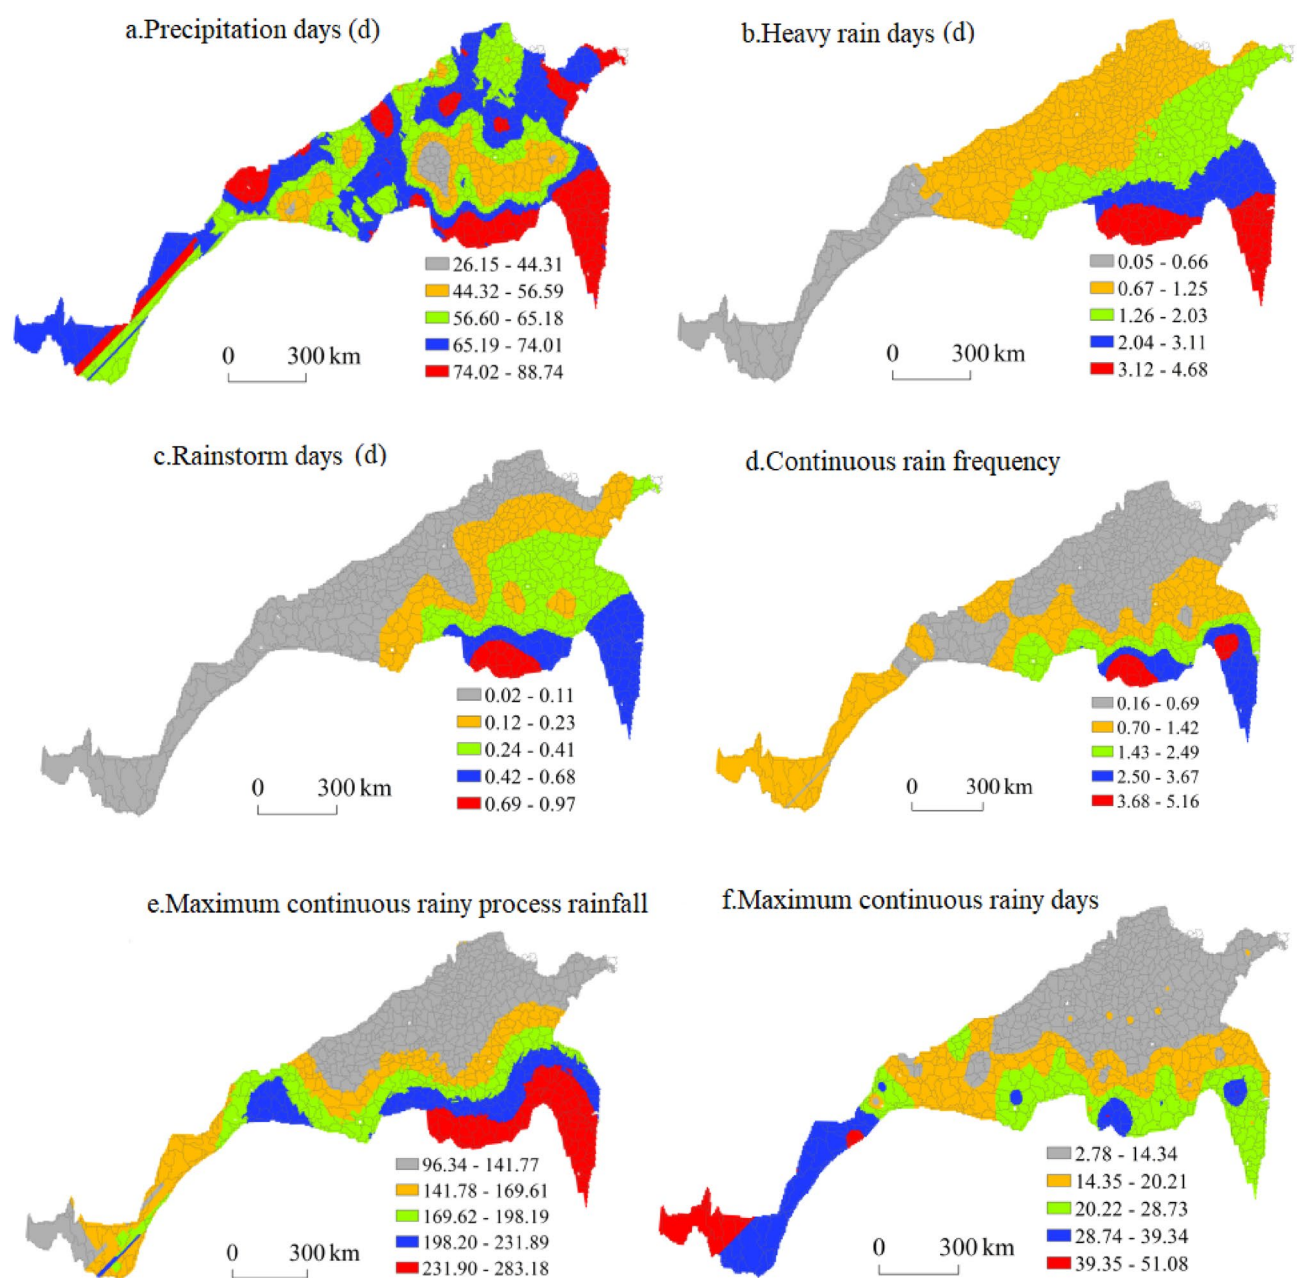 a.Precipitation days (d)
b.Heavy rain days (d)
26.15 - 44.31
44.32 - 56.59
56.60 - 65.18
65.19 - 74.01
74.02 - 88.74
0 300 km
0.05 - 0.66
0.67 - 1.25
1.26 - 2.03
2.04 - 3.11
3.12 - 4.68
0 300 km
c.Rainstorm days (d)
d.Continuous rain frequency
0.02 - 0.11
0.12 - 0.23
0.24 - 0.41
0.42 - 0.68
0.69 - 0.97
0 300 km
0.16 - 0.69
0.70 - 1.42
1.43 - 2.49
2.50 - 3.67
3.68 - 5.16
0 300 km
e.Maximum continuous rainy process rainfall
f.Maximum continuous rainy days
96.34 - 141.77
141.78 - 169.61
169.62 - 198.19
198.20 - 231.89
231.90 - 283.18
0 300 km
2.78 - 14.34
14.35 - 20.21
20.22 - 28.73
28.74 - 39.34
39.35 - 51.08
0 300 km